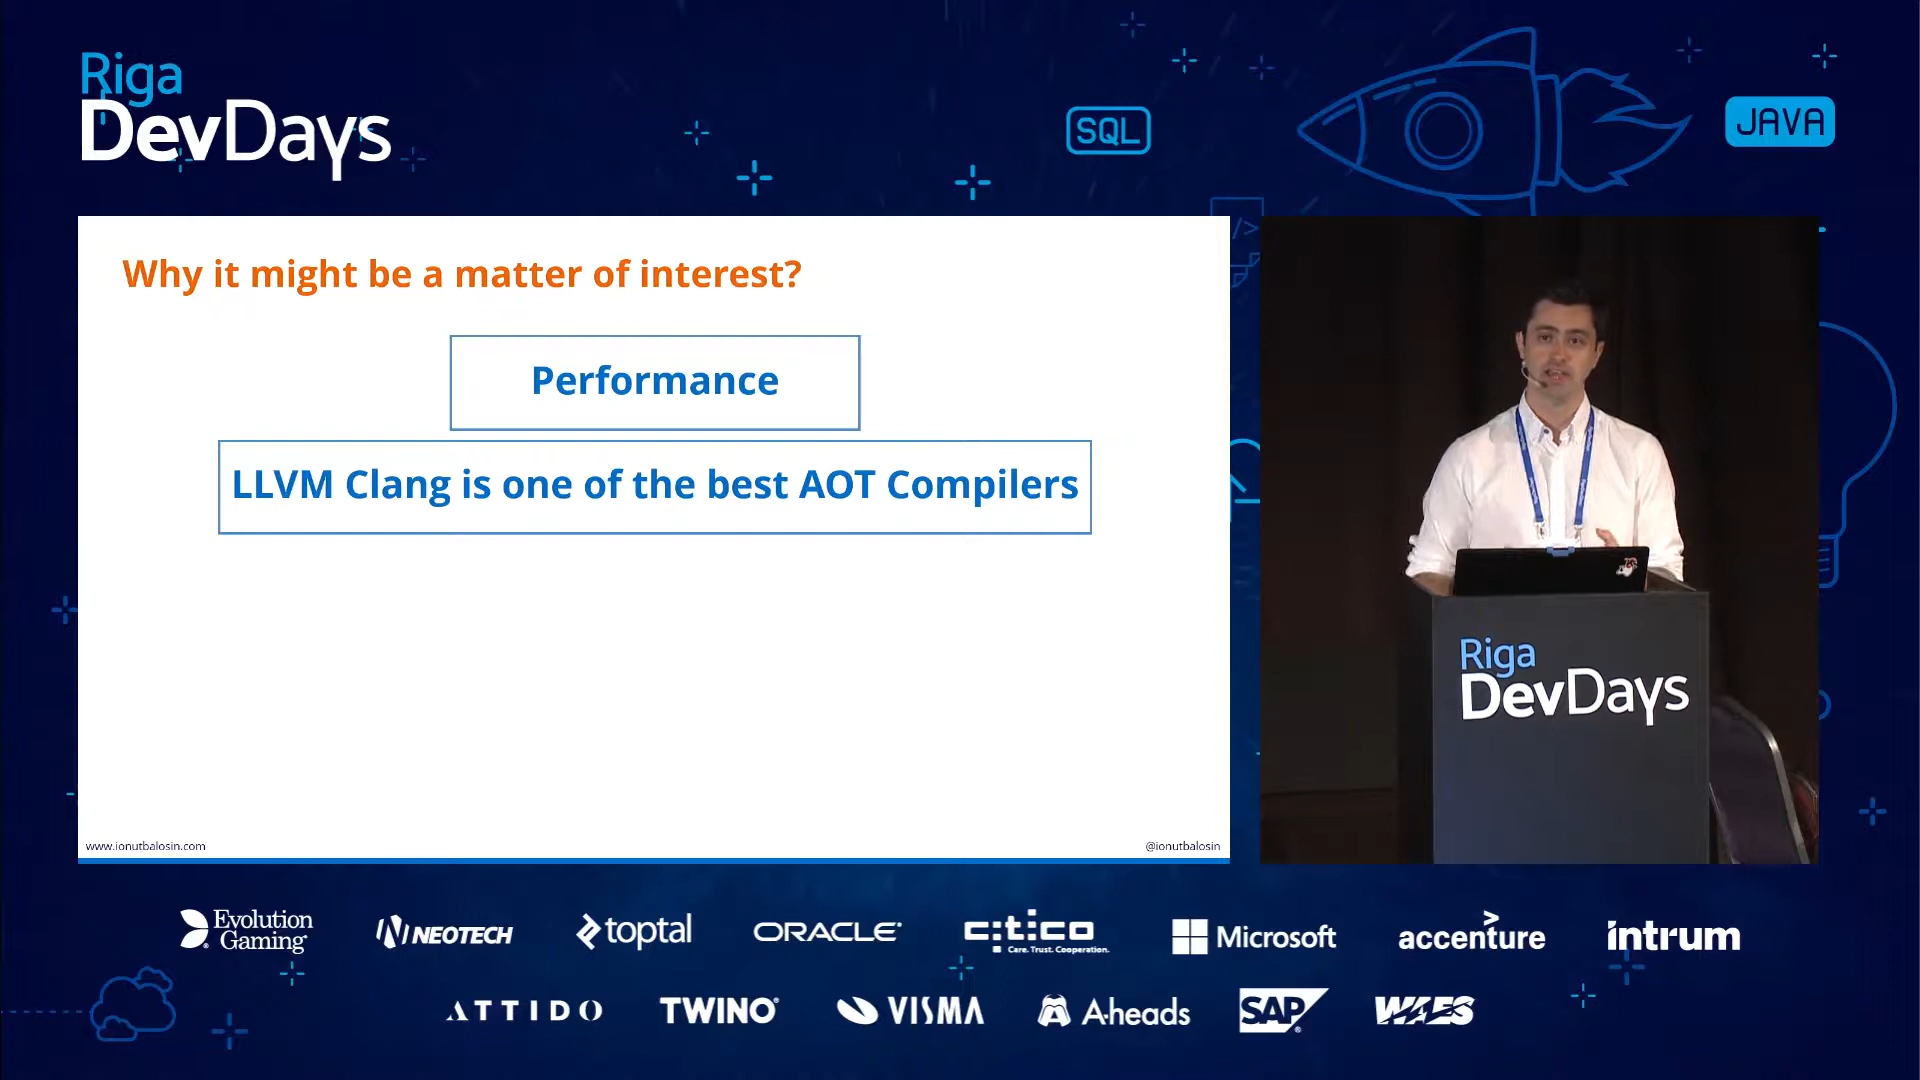 Riga
DevDays
SQL
JAVA
</>
Why it might be a matter of interest?
Performance
LLVM Clang is one of the best AOT Compilers
www.ionutbalosin.com
@ionutbalosin
Riga
DevDays
Evolution
Gaming
NEOTECH
toptal
ORACLE
citico
Care. Trust. Cooperation.
Microsoft
accenture
intrum
ATTIDO
TWINO
VISMA
A-heads
SAP